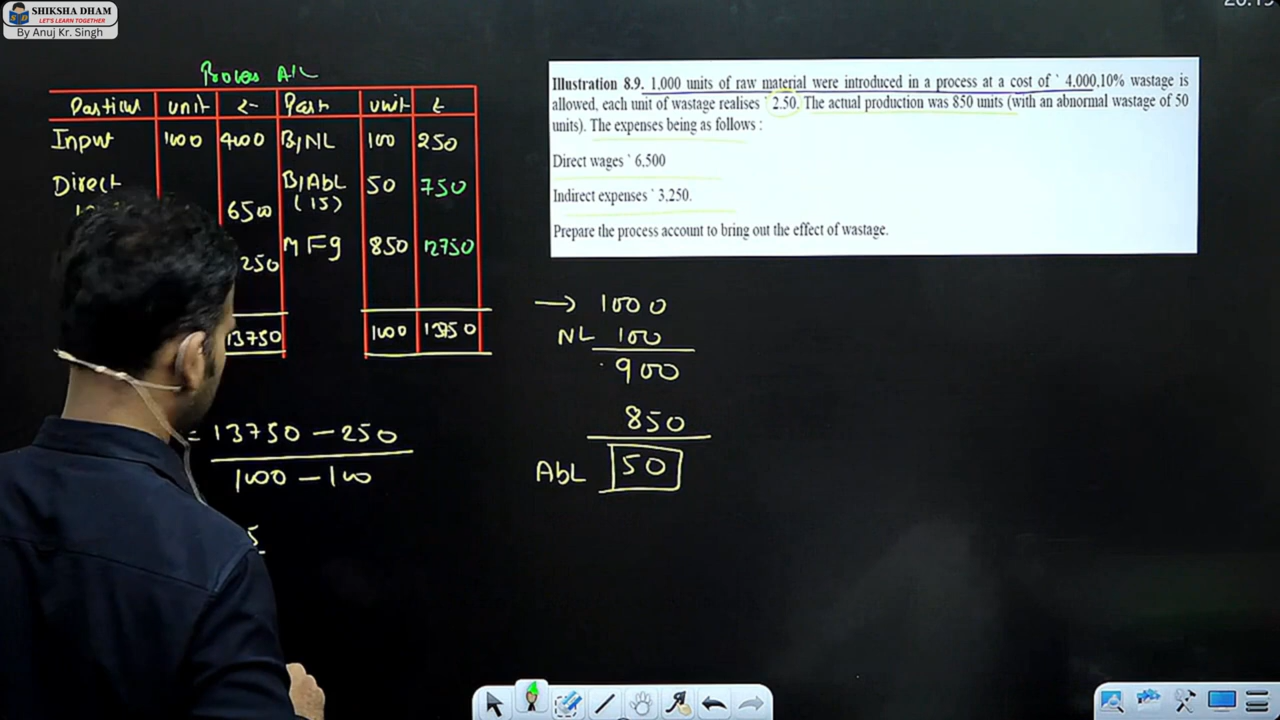 SHIKSHA DHAM
LET'S LEARN TOGETHER
By Anuj Kr. Singh
Process A/c
Particul unit ₹ Part unit ₹
Input 1000 4000 B/NL 100 250
Direct B/AbL 50 750
6500 (15)
250 M Fg 850 12750
13750 1000 13750
= 13750 - 250
1000 - 100
Illustration 8.9. 1,000 units of raw material were introduced in a process at a cost of ` 4,000.10% wastage is
allowed, each unit of wastage realises ` 2.50. The actual production was 850 units (with an abnormal wastage of 50
units). The expenses being as follows :
Direct wages ` 6,500
Indirect expenses ` 3,250.
Prepare the process account to bring out the effect of wastage.
→ 1000
NL 100
900
850
AbL 50